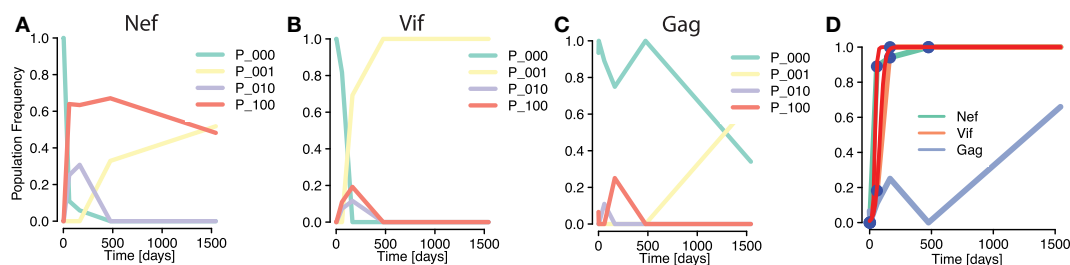 A Nef
P_000
P_001
P_010
P_100
Population Frequency
1.0
0.8
0.6
0.4
0.2
0.0
0 500 1000 1500
Time [days]
B Vif
P_000
P_001
P_010
P_100
1.0
0.8
0.6
0.4
0.2
0.0
0 500 1000 1500
Time [days]
C Gag
P_000
P_001
P_010
P_100
1.0
0.8
0.6
0.4
0.2
0.0
0 500 1000 1500
Time [days]
D
Nef
Vif
Gag
1.0
0.8
0.6
0.4
0.2
0.0
0 500 1000 1500
Time [days]